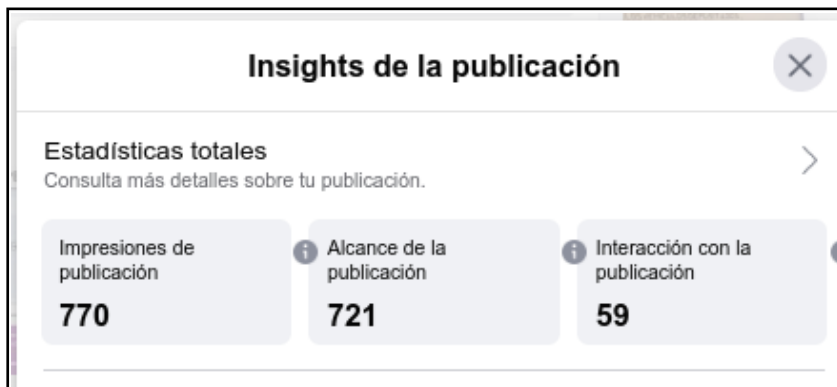 Insights de la publicación
Estadísticas totales
Consulta más detalles sobre tu publicación.
Impresiones de
publicación
770
Alcance de la
publicación
721
Interacción con la
publicación
59